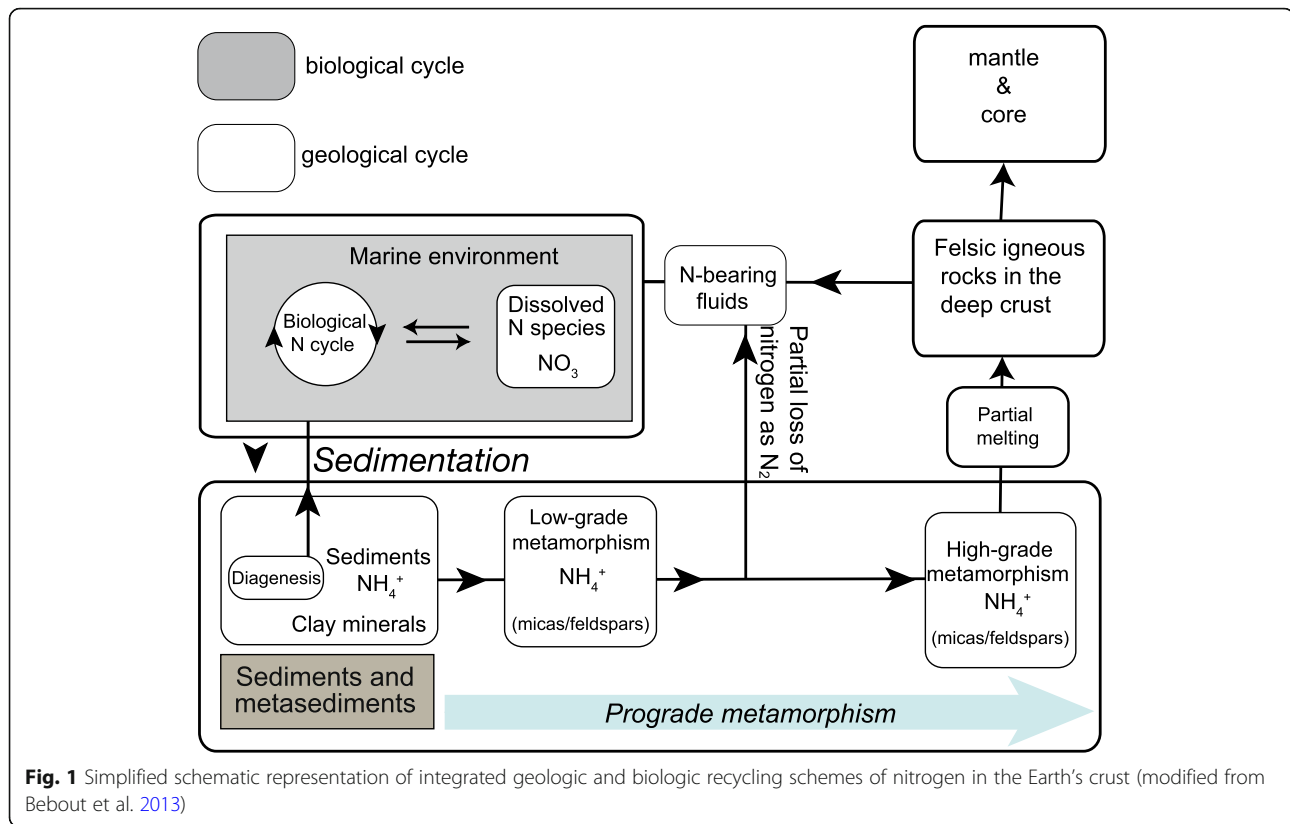 biological cycle
geological cycle
mantle
&
core
Marine environment
Biological
N cycle
Dissolved
N species
NO₃
N-bearing
fluids
Felsic igneous
rocks in the
deep crust
Partial loss of
nitrogen as N₂
Partial
melting
Sedimentation
Diagenesis
Sediments
NH₄⁺
Clay minerals
Low-grade
metamorphism
NH₄⁺
(micas/feldspars)
High-grade
metamorphism
NH₄⁺
(micas/feldspars)
Sediments and
metasediments
Prograde metamorphism
Fig. 1 Simplified schematic representation of integrated geologic and biologic recycling schemes of nitrogen in the Earth’s crust (modified from
Bebout et al. 2013)